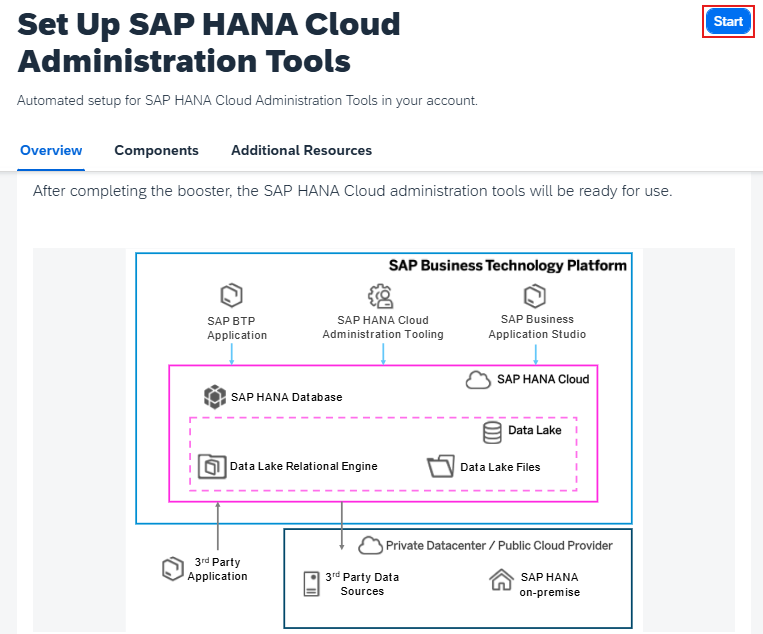 Set Up SAP HANA Cloud
Administration Tools
Start
Automated setup for SAP HANA Cloud Administration Tools in your account.
Overview
Components
Additional Resources
After completing the booster, the SAP HANA Cloud administration tools will be ready for use.
SAP Business Technology Platform
SAP BTP
Application
SAP HANA Cloud
Administration Tooling
SAP Business
Application Studio
SAP HANA Cloud
SAP HANA Database
Data Lake
Data Lake Relational Engine
Data Lake Files
Private Datacenter / Public Cloud Provider
3rd Party
Application
3rd Party Data
Sources
SAP HANA
on-premise